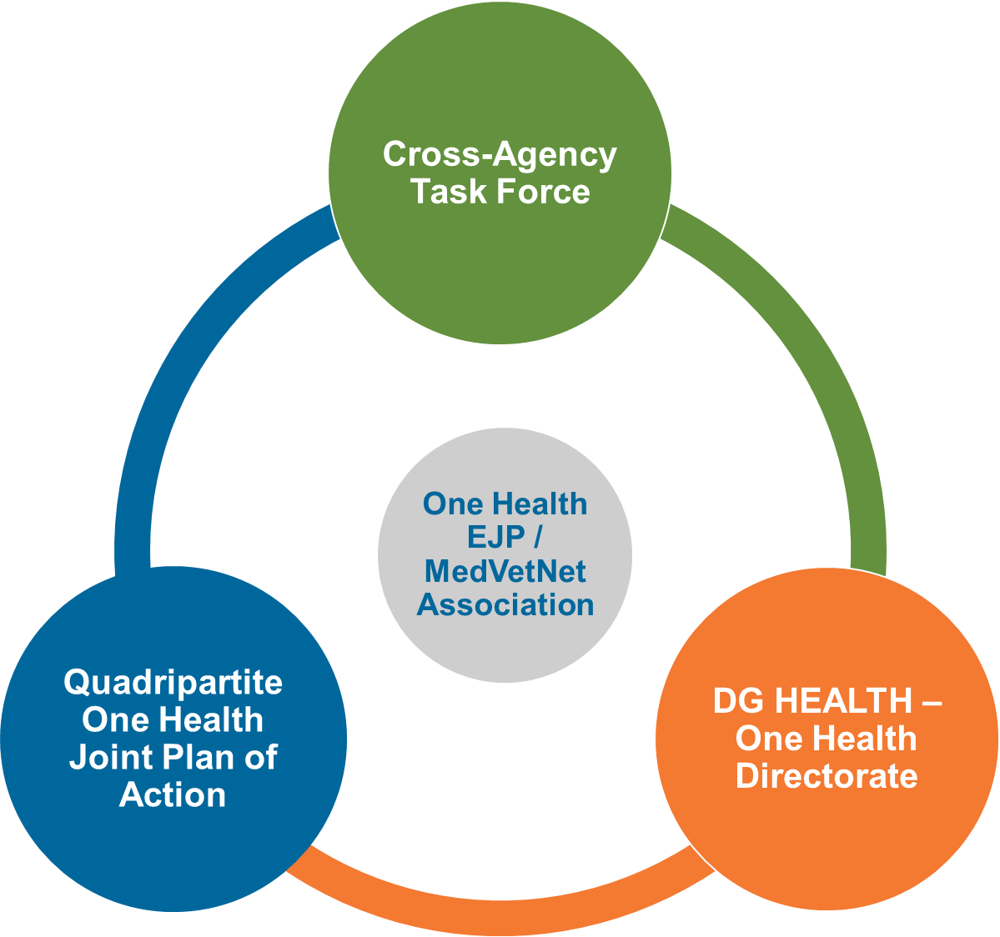 Cross-Agency
Task Force
One Health
EJP /
MedVetNet
Association
Quadripartite
One Health
Joint Plan of
Action
DG HEALTH –
One Health
Directorate